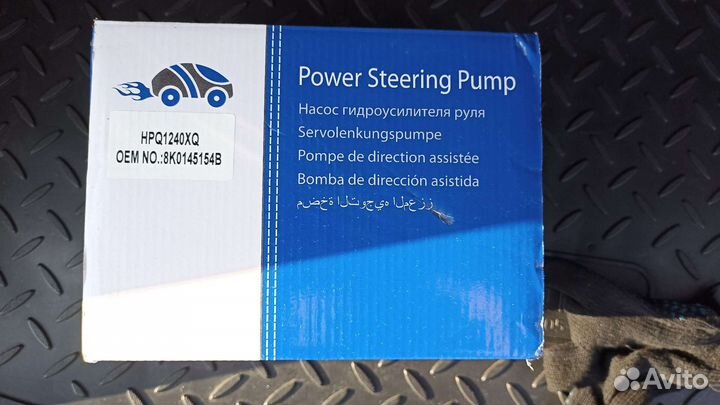 Power Steering Pump
Насос гидроусилителя руля
Servolenkungspumpe
Pompe de direction assistée
Bomba de dirección asistida
مضخة التوجيه المعزز
HPQ1240XQ
OEM NO.:8K0145154B
Avito